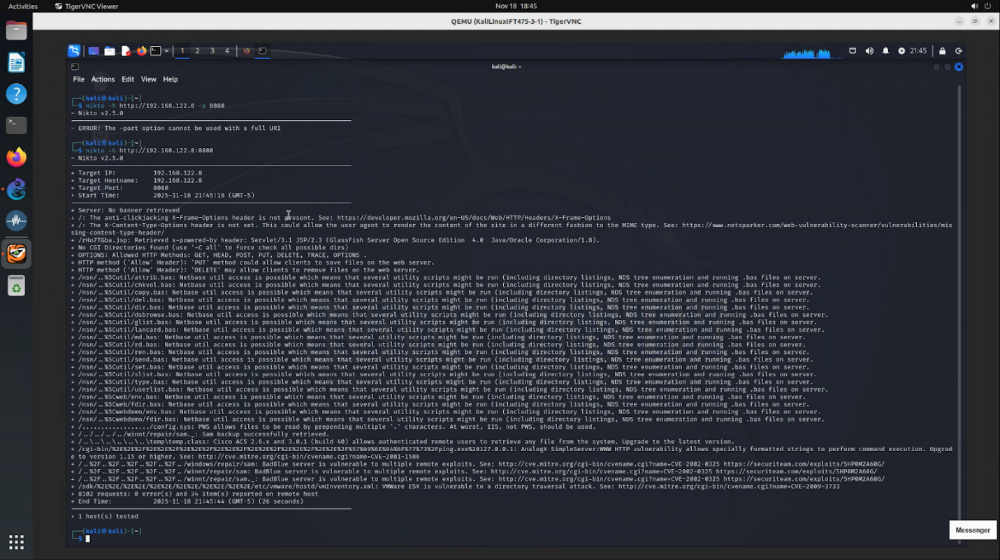 Activities TigerVNC Viewer Nov 18 18:45
QEMU (KaliLinuxIFT475-3-1) - TigerVNC
1 2 3 4 21:45
kali@kali: ~
File Actions Edit View Help
┌──(kali㉿kali)-[~]
└─$ nikto -h http://192.168.122.8 -p 8080
- Nikto v2.5.0
- ERROR: The -port option cannot be used with a full URI
┌──(kali㉿kali)-[~]
└─$ nikto -h http://192.168.122.8:8080
- Nikto v2.5.0
+ Target IP: 192.168.122.8
+ Target Hostname: 192.168.122.8
+ Target Port: 8080
+ Start Time: 2025-11-18 21:45:18 (GMT-5)
+ Server: No banner retrieved
+ /: The anti-clickjacking X-Frame-Options header is not present. See: https://developer.mozilla.org/en-US/docs/Web/HTTP/Headers/X-Frame-Options
+ /: The X-Content-Type-Options header is not set. This could allow the user agent to render the content of the site in a different fashion to the MIME type. See: https://www.netsparker.com/web-vulnerability-scanner/vulnerabilities/mis
sing-content-type-header/
+ /rHo7TGba.jsp: Retrieved x-powered-by header: Servlet/3.1 JSP/2.3 (GlassFish Server Open Source Edition 4.0 Java/Oracle Corporation/1.8).
+ No CGI Directories found (use '-C all' to force check all possible dirs)
+ OPTIONS: Allowed HTTP Methods: GET, HEAD, POST, PUT, DELETE, TRACE, OPTIONS .
+ HTTP method ('Allow' Header): 'PUT' method could allow clients to save files on the web server.
+ HTTP method ('Allow' Header): 'DELETE' may allow clients to remove files on the web server.
+ /nsn/..%5Cutil/attrib.bas: Netbase util access is possible which means that several utility scripts might be run (including directory listings, NDS tree enumeration and running .bas files on server.
+ /nsn/..%5Cutil/chkvol.bas: Netbase util access is possible which means that several utility scripts might be run (including directory listings, NDS tree enumeration and running .bas files on server.
+ /nsn/..%5Cutil/copy.bas: Netbase util access is possible which means that several utility scripts might be run (including directory listings, NDS tree enumeration and running .bas files on server.
+ /nsn/..%5Cutil/del.bas: Netbase util access is possible which means that several utility scripts might be run (including directory listings, NDS tree enumeration and running .bas files on server.
+ /nsn/..%5Cutil/dir.bas: Netbase util access is possible which means that several utility scripts might be run (including directory listings, NDS tree enumeration and running .bas files on server.
+ /nsn/..%5Cutil/dsbrowse.bas: Netbase util access is possible which means that several utility scripts might be run (including directory listings, NDS tree enumeration and running .bas files on server.
+ /nsn/..%5Cutil/glist.bas: Netbase util access is possible which means that several utility scripts might be run (including directory listings, NDS tree enumeration and running .bas files on server.
+ /nsn/..%5Cutil/lancard.bas: Netbase util access is possible which means that several utility scripts might be run (including directory listings, NDS tree enumeration and running .bas files on server.
+ /nsn/..%5Cutil/md.bas: Netbase util access is possible which means that several utility scripts might be run (including directory listings, NDS tree enumeration and running .bas files on server.
+ /nsn/..%5Cutil/rd.bas: Netbase util access is possible which means that several utility scripts might be run (including directory listings, NDS tree enumeration and running .bas files on server.
+ /nsn/..%5Cutil/ren.bas: Netbase util access is possible which means that several utility scripts might be run (including directory listings, NDS tree enumeration and running .bas files on server.
+ /nsn/..%5Cutil/send.bas: Netbase util access is possible which means that several utility scripts might be run (including directory listings, NDS tree enumeration and running .bas files on server.
+ /nsn/..%5Cutil/set.bas: Netbase util access is possible which means that several utility scripts might be run (including directory listings, NDS tree enumeration and running .bas files on server.
+ /nsn/..%5Cutil/slist.bas: Netbase util access is possible which means that several utility scripts might be run (including directory listings, NDS tree enumeration and running .bas files on server.
+ /nsn/..%5Cutil/type.bas: Netbase util access is possible which means that several utility scripts might be run (including directory listings, NDS tree enumeration and running .bas files on server.
+ /nsn/..%5Cutil/userlist.bas: Netbase util access is possible which means that several utility scripts might be run (including directory listings, NDS tree enumeration and running .bas files on server.
+ /nsn/..%5Cweb/env.bas: Netbase util access is possible which means that several utility scripts might be run (including directory listings, NDS tree enumeration and running .bas files on server.
+ /nsn/..%5Cweb/fdir.bas: Netbase util access is possible which means that several utility scripts might be run (including directory listings, NDS tree enumeration and running .bas files on server.
+ /nsn/..%5Cwebdemo/env.bas: Netbase util access is possible which means that several utility scripts might be run (including directory listings, NDS tree enumeration and running .bas files on server.
+ /nsn/..%5Cwebdemo/fdir.bas: Netbase util access is possible which means that several utility scripts might be run (including directory listings, NDS tree enumeration and running .bas files on server.
+ /................../config.sys: PWS allows files to be read by prepending multiple '.' characters. At worst, IIS, not PWS, should be used.
+ /../../../../winnt/repair/sam._: Sam backup successfully retrieved.
+ /..\..\..\..\..\..\temp\temp.class: Cisco ACS 2.6.x and 3.0.1 (build 40) allows authenticated remote users to retrieve any file from the system. Upgrade to the latest version.
+ /cgi-bin/%2E%2E%2F%2E%2E%2F%2E%2E%2F%2E%2E%2F%2E%2E%2F%57%69%6E%64%6F%77%73%2Fping.exe%20127.0.0.1: AnalogX SimpleServer:WWW HTTP vulnerability allows specially formatted strings to perform command execution. Upgrad
e to version 1.15 or higher. See: http://cve.mitre.org/cgi-bin/cvename.cgi?name=CVE-2001-1586
+ /..%2F..%2F..%2F..%2F..%2F../windows/repair/sam: BadBlue server is vulnerable to multiple remote exploits. See: http://cve.mitre.org/cgi-bin/cvename.cgi?name=CVE-2002-0325 https://securiteam.com/exploits/5HP0M2A60G/
+ /..%2F..%2F..%2F..%2F..%2F../winnt/repair/sam: BadBlue server is vulnerable to multiple remote exploits. See: http://cve.mitre.org/cgi-bin/cvename.cgi?name=CVE-2002-0325 https://securiteam.com/exploits/5HP0M2A60G/
+ /..%2F..%2F..%2F..%2F..%2F../winnt/repair/sam._: BadBlue server is vulnerable to multiple remote exploits. See: http://cve.mitre.org/cgi-bin/cvename.cgi?name=CVE-2002-0325 https://securiteam.com/exploits/5HP0M2A60G/
+ /sdk/%2E%2E/%2E%2E/%2E%2E/%2E%2E/%2E%2E/etc/vmware/hostd/vmInventory.xml: VMWare ESX is vulnerable to a directory traversal attack. See: http://cve.mitre.org/cgi-bin/cvename.cgi?name=CVE-2009-3733
+ 8102 requests: 0 error(s) and 34 item(s) reported on remote host
+ End Time: 2025-11-18 21:45:44 (GMT-5) (26 seconds)
+ 1 host(s) tested
┌──(kali㉿kali)-[~]
└─$
Messenger